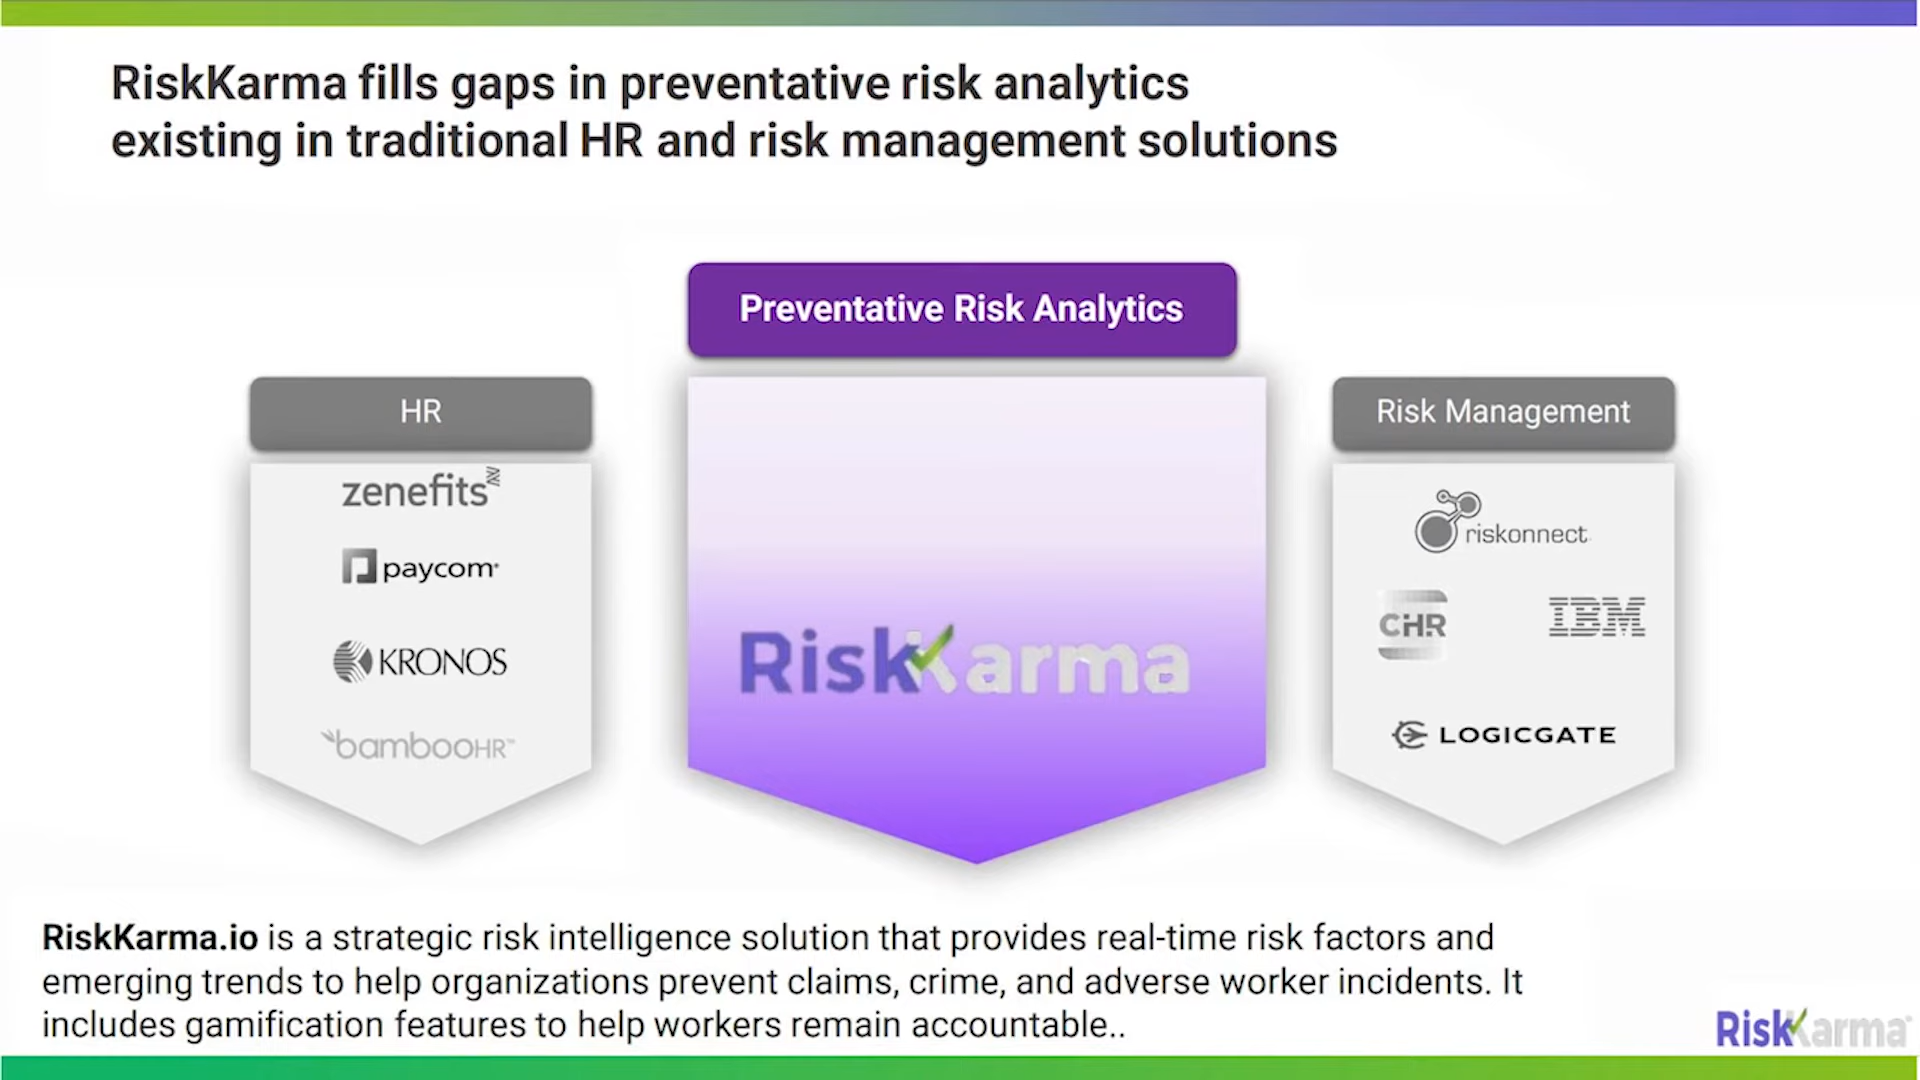 RiskKarma fills gaps in preventative risk analytics
existing in traditional HR and risk management solutions
Preventative Risk Analytics
HR
Risk Management
zenefits
paycom
KRONOS
bambooHR™
RiskKarma
riskonnect
CHR
IBM
LOGICGATE
RiskKarma.io is a strategic risk intelligence solution that provides real-time risk factors and
emerging trends to help organizations prevent claims, crime, and adverse worker incidents. It
includes gamification features to help workers remain accountable..
RiskKarma